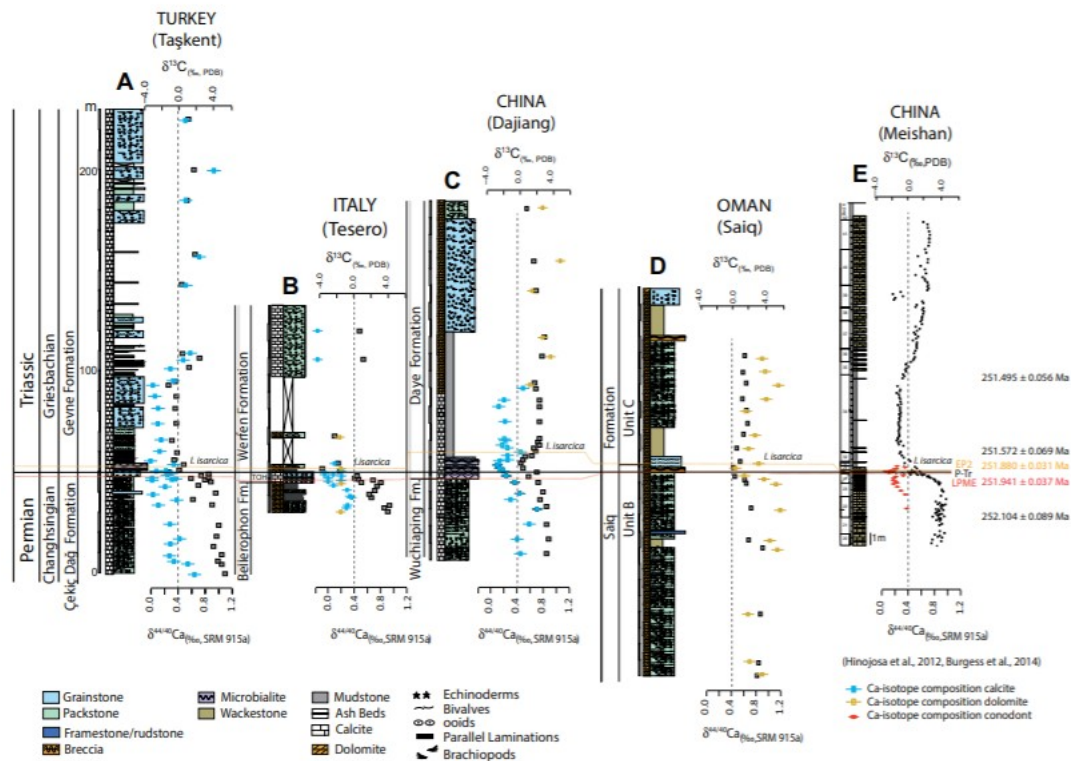 TURKEY
(Taşkent)
δ13C(‰, PDB)
-4.0
0.0
4.0
A
m
200
100
0
Triassic
Griesbachian
Gevne Formation
Permian
Changhsingian
Çekiç Dağ Formation
I. isarcica
0.0
0.4
0.8
1.2
δ44/40Ca(‰, SRM 915a)
ITALY
(Tesero)
δ13C(‰, PDB)
-4.0
0.0
4.0
B
Werfen Formation
Bellerophon Fm.
I.isarcica
0.0
0.4
0.8
1.2
δ44/40Ca(‰, SRM 915a)
CHINA
(Dajiang)
δ13C(‰, PDB)
-4.0
0.0
4.0
C
Daye Formation
Wuchiaping Fm.
I. isarcica
0.0
0.4
0.8
1.2
δ44/40Ca(‰, SRM 915a)
OMAN
(Saiq)
δ13C(‰, PDB)
0.0
4.0
D
Saiq Formation
Unit C
Unit B
I. isarcica
0.0
0.4
0.8
1.2
δ44/40Ca(‰,SRM 915a)
CHINA
(Meishan)
δ13C(‰,PDB)
-4.0
0.0
4.0
E
251.495 ± 0.056 Ma
251.572 ± 0.069 Ma
I. isarcica
EP2
251.880 ± 0.031 Ma
P-Tr
LPME
251.941 ± 0.037 Ma
252.104 ± 0.089 Ma
1m
0.0
0.4
0.8
1.2
δ44/40Ca(‰,SRM 915a)
(Hinojosa et al., 2012, Burgess et al., 2014)
Ca-isotope composition calcite
Ca-isotope composition dolomite
Ca-isotope composition conodont
Grainstone
Packstone
Framestone/rudstone
Breccia
Microbialite
Wackestone
Mudstone
Ash Beds
Calcite
Dolomite
Echinoderms
Bivalves
ooids
Parallel Laminations
Brachiopods